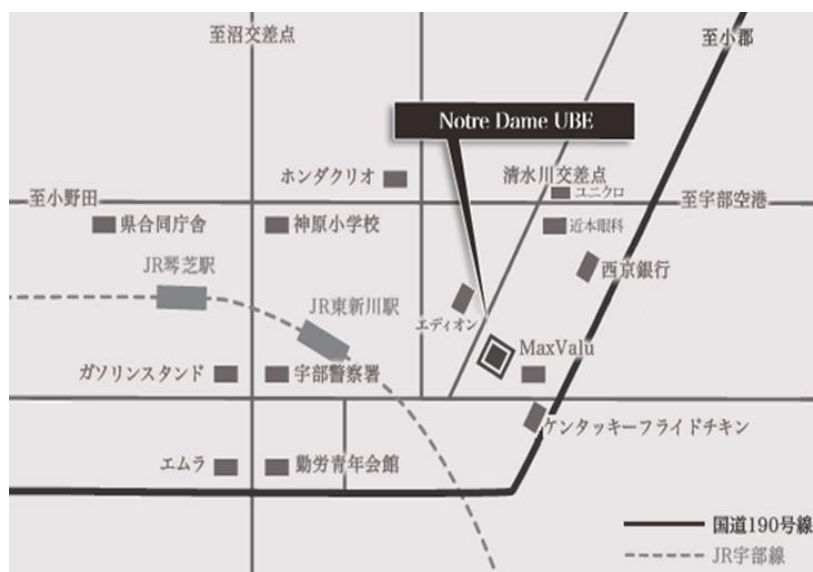 至沼交差点
至小郡
Notre Dame UBE
ホンダクリオ
清水川交差点
ユニクロ
至小野田
至宇部空港
県合同庁舎
神原小学校
近本眼科
JR琴芝駅
西京銀行
JR東新川駅
エディオン
MaxValu
ガソリンスタンド
宇部警察署
ケンタッキーフライドチキン
エムラ
勤労青年会館
国道190号線
JR宇部線